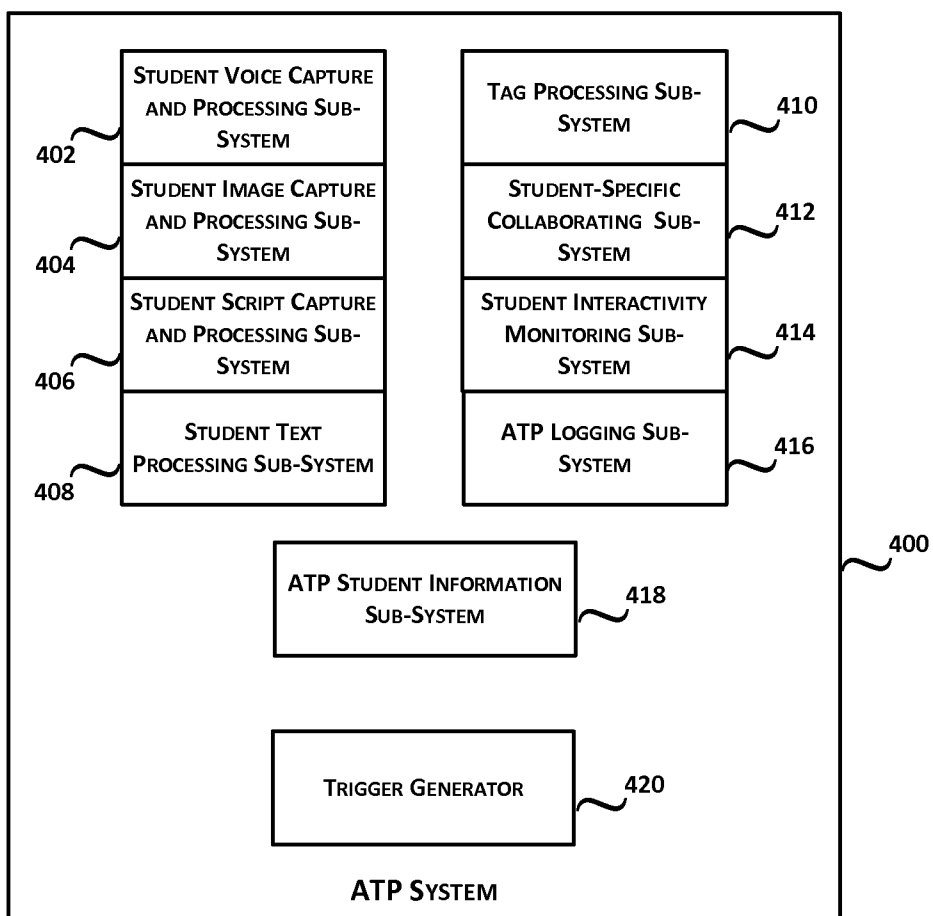 STUDENT VOICE CAPTURE
AND PROCESSING SUB-
SYSTEM
402
STUDENT IMAGE CAPTURE
AND PROCESSING SUB-
SYSTEM
404
STUDENT SCRIPT CAPTURE
AND PROCESSING SUB-
SYSTEM
406
STUDENT TEXT
PROCESSING SUB-SYSTEM
408
TAG PROCESSING SUB-
SYSTEM
410
STUDENT-SPECIFIC
COLLABORATING SUB-
SYSTEM
412
STUDENT INTERACTIVITY
MONITORING SUB-
SYSTEM
414
ATP LOGGING SUB-
SYSTEM
416
400
ATP STUDENT INFORMATION
SUB-SYSTEM
418
TRIGGER GENERATOR
420
ATP SYSTEM